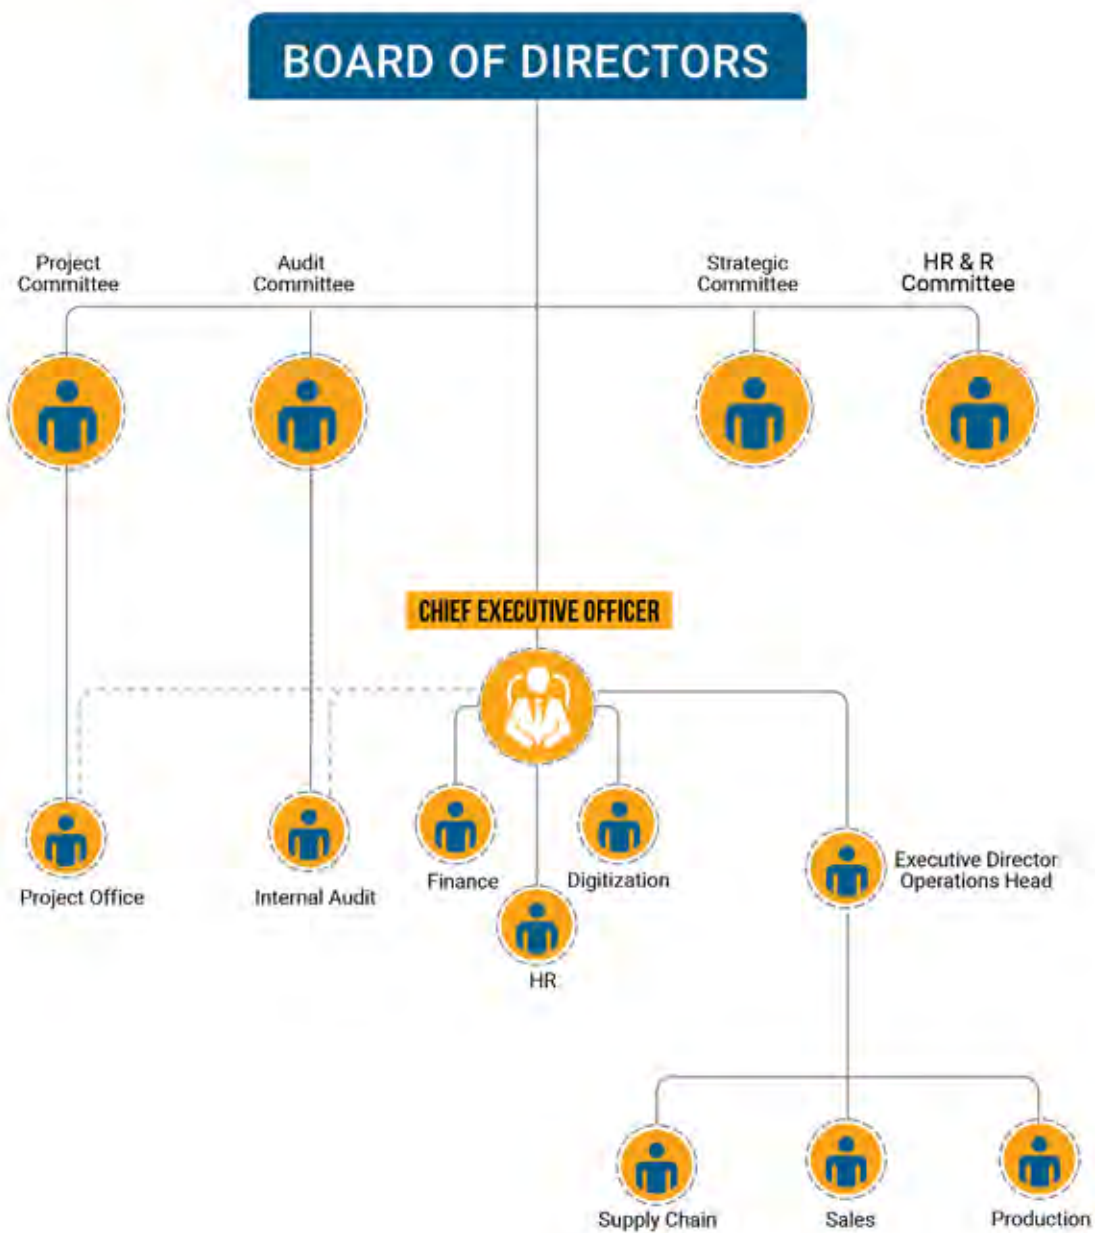 BOARD OF DIRECTORS
Project
Committee
Audit
Committee
Strategic
Committee
HR & R
Committee
CHIEF EXECUTIVE OFFICER
Project Office
Internal Audit
Finance
HR
Digitization
Executive Director
Operations Head
Supply Chain
Sales
Production